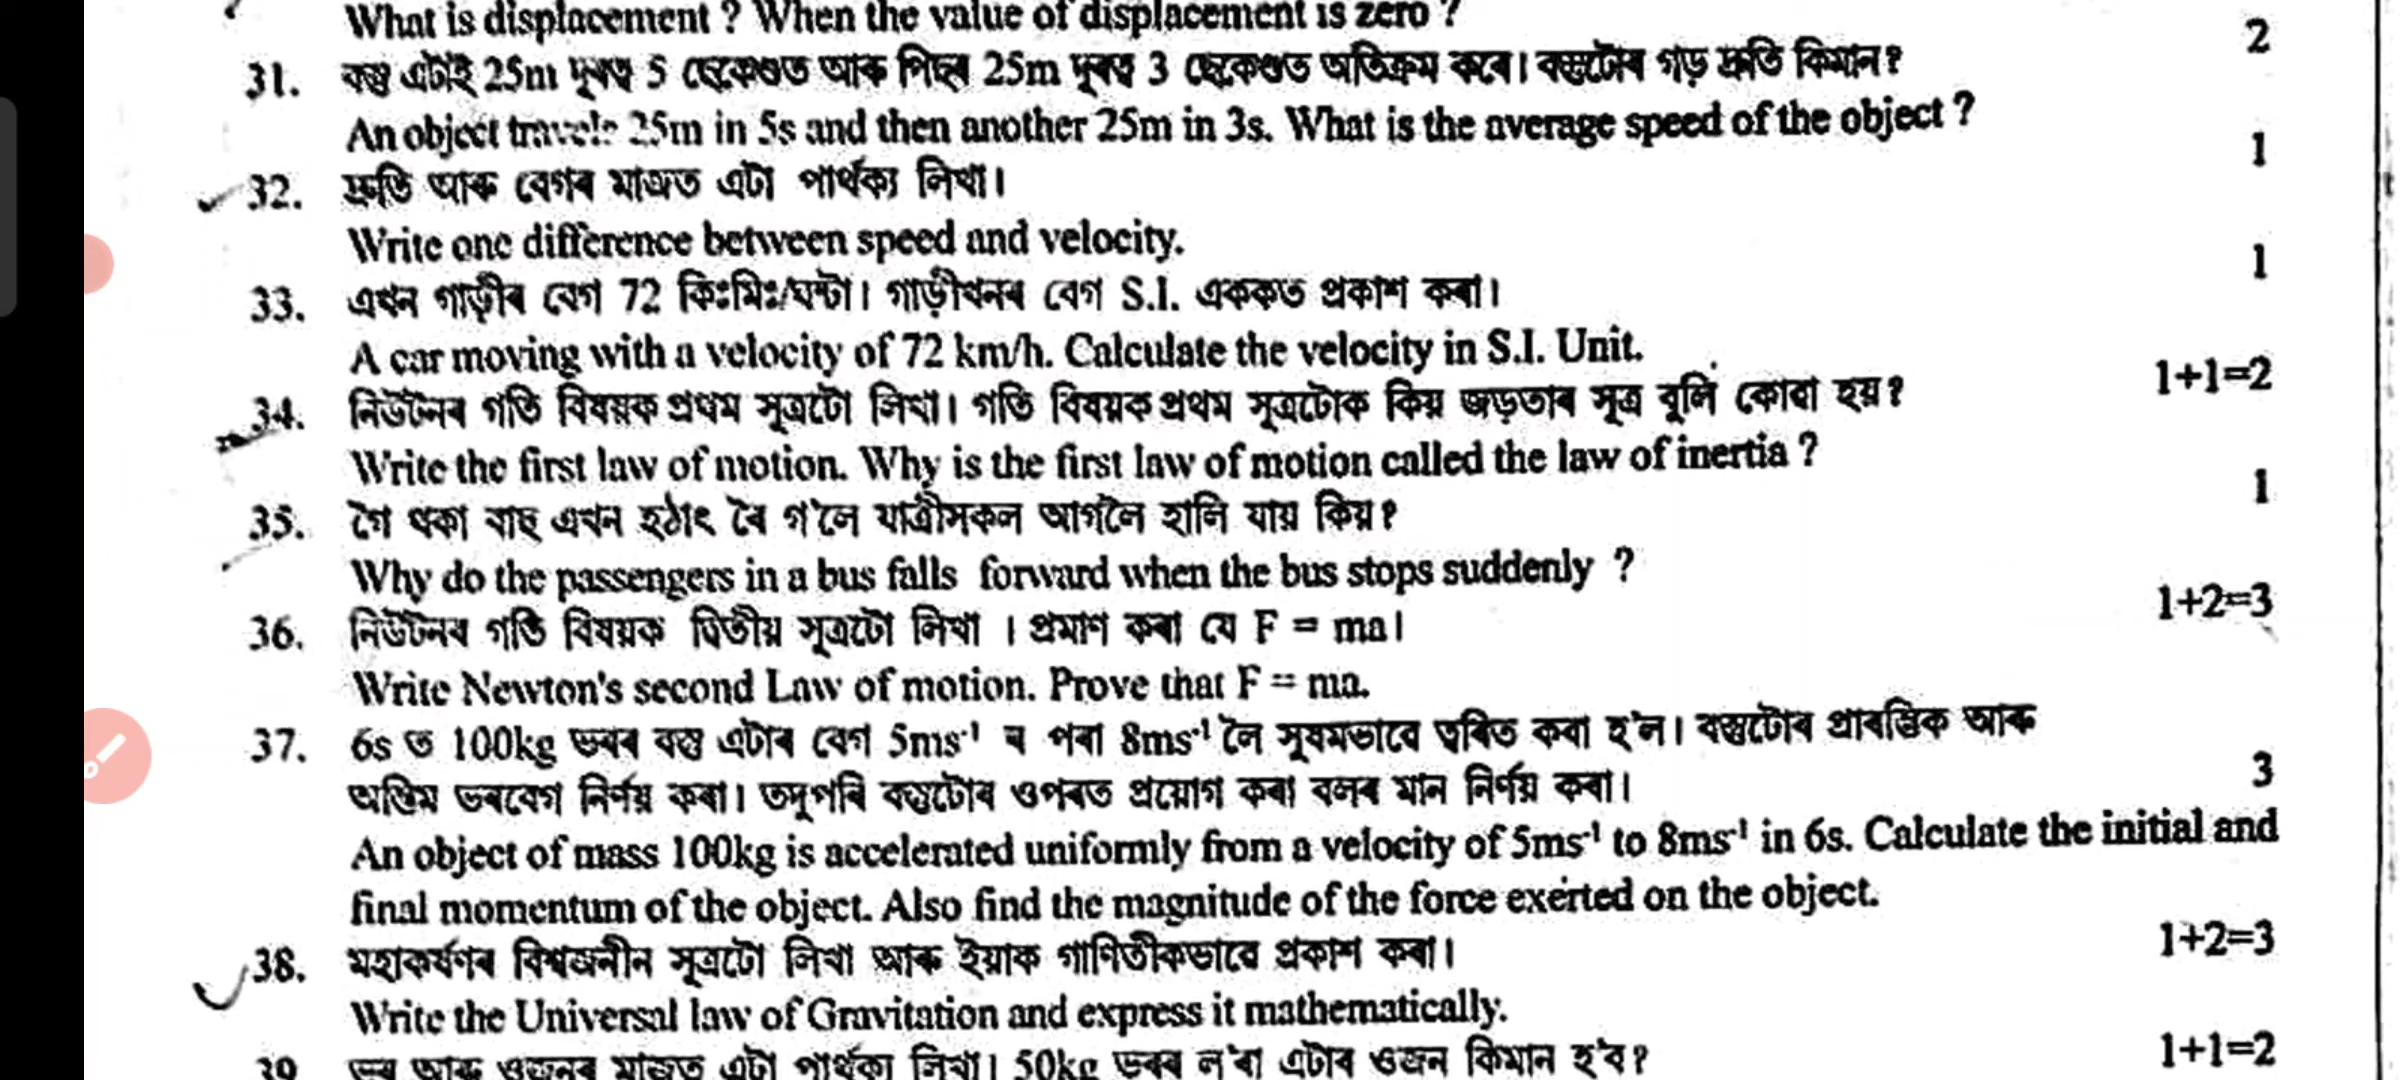 What is displacement ? When the value of displacement is zero ?
2
31. বস্তু এটাই 25m দূৰত্ব 5 ছেকেণ্ডত আৰু পিছৰ 25m দূৰত্ব 3 ছেকেণ্ডত অতিক্ৰম কৰে। বস্তুটোৰ গড় দ্ৰুতি কিমান?
An object travels 25m in 5s and then another 25m in 3s. What is the average speed of the object ?
1
32. দ্ৰুতি আৰু বেগৰ মাজত এটা পাৰ্থক্য লিখা।
Write one difference between speed and velocity.
1
33. এখন গাড়ীৰ বেগ 72 কিঃমিঃ/ঘন্টা। গাড়ীখনৰ বেগ S.I. এককত প্ৰকাশ কৰা।
A car moving with a velocity of 72 km/h. Calculate the velocity in S.I. Unit.
1+1=2
34. নিউটনৰ গতি বিষয়ক প্ৰথম সূত্ৰটো লিখা। গতি বিষয়ক প্ৰথম সূত্ৰটোক কিয় জড়তাৰ সূত্ৰ বুলি কোৱা হয়?
Write the first law of motion. Why is the first law of motion called the law of inertia ?
1
35. গৈ থকা বাছ এখন হঠাৎ ৰৈ গ'লে যাত্ৰীসকল আগলৈ হালি যায় কিয়?
Why do the passengers in a bus falls forward when the bus stops suddenly ?
1+2=3
36. নিউটনৰ গতি বিষয়ক দ্বিতীয় সূত্ৰটো লিখা । প্ৰমাণ কৰা যে F = ma।
Write Newton's second Law of motion. Prove that F = ma.
37. 6s ত 100kg ভৰৰ বস্তু এটাৰ বেগ 5ms⁻¹ ৰ পৰা 8ms⁻¹ লৈ সুষমভাৱে ত্বৰিত কৰা হ'ল। বস্তুটোৰ প্ৰাৰম্ভিক আৰু
অন্তিম ভৰবেগ নিৰ্ণয় কৰা। তদুপৰি বস্তুটোৰ ওপৰত প্ৰয়োগ কৰা বলৰ মান নিৰ্ণয় কৰা।
3
An object of mass 100kg is accelerated uniformly from a velocity of 5ms⁻¹ to 8ms⁻¹ in 6s. Calculate the initial and
final momentum of the object. Also find the magnitude of the force exerted on the object.
1+2=3
38. মহাকৰ্ষণৰ বিশ্বজনীন সূত্ৰটো লিখা আৰু ইয়াক গাণিতীকভাৱে প্ৰকাশ কৰা।
Write the Universal law of Gravitation and express it mathematically.
1+1=2
39 ভৰ আৰু ওজনৰ মাজত এটা পাৰ্থক্য লিখা। 50kg ভৰৰ ল'ৰা এটাৰ ওজন কিমান হ'ব?